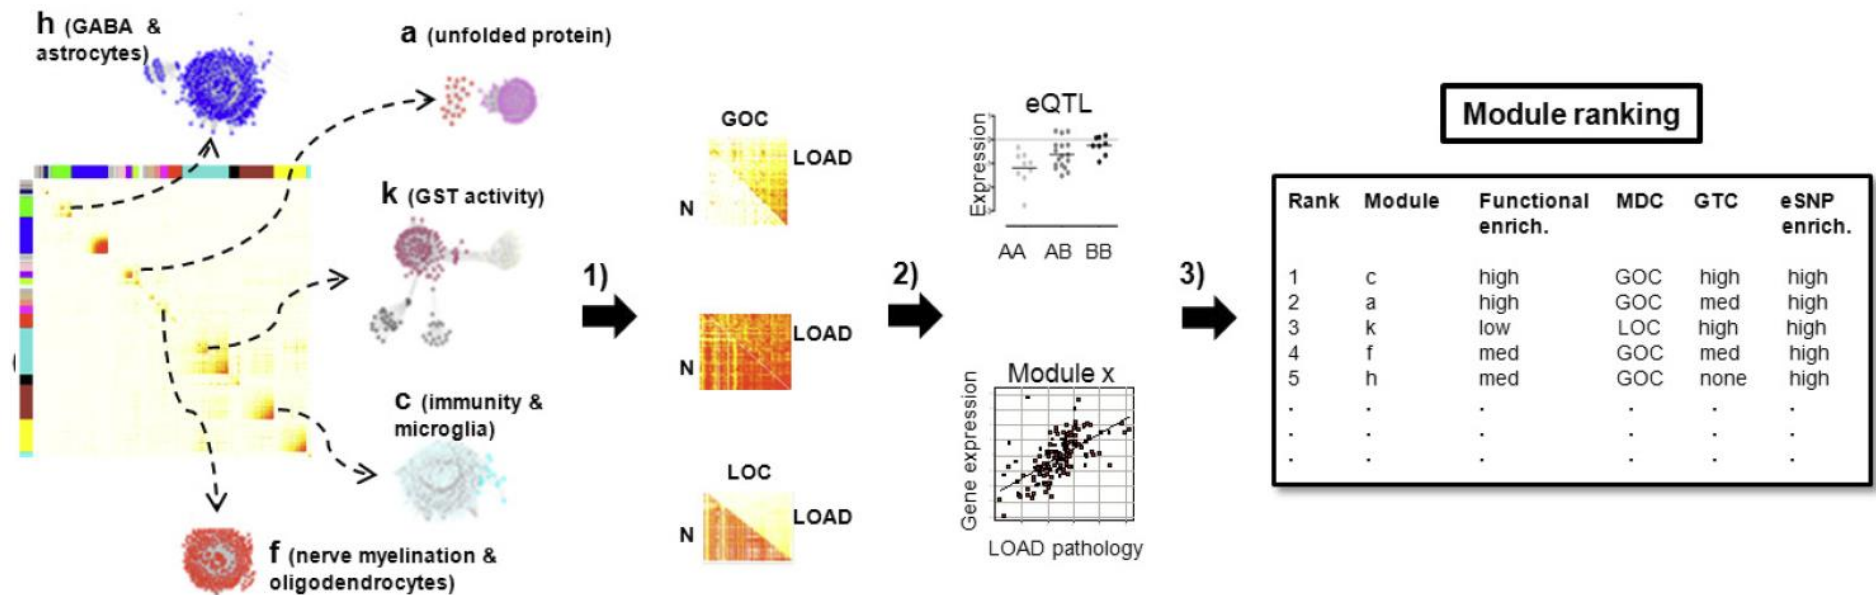 h (GABA &
astrocytes)
a (unfolded protein)
k (GST activity)
c (immunity &
microglia)
f (nerve myelination &
oligodendrocytes)
1)
GOC
LOAD
N
LOAD
N
LOC
LOAD
N
2)
eQTL
Expression
AA AB BB
Module x
Gene expression
LOAD pathology
3)
Module ranking
Rank Module Functional enrich. MDC GTC eSNP enrich.
1 c high GOC high high
2 a high GOC med high
3 k low LOC high high
4 f med GOC med high
5 h med GOC none high
. . . . . .
. . . . . .
. . . . . .